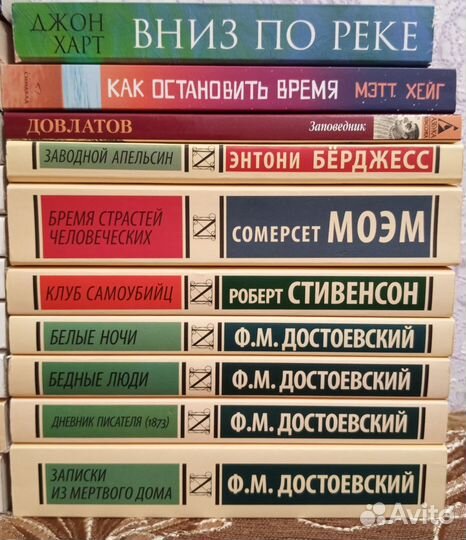 ДЖОН
ХАРТ
ВНИЗ ПО РЕКЕ
КАК ОСТАНОВИТЬ ВРЕМЯ МЭТТ ХЕЙГ
ДОВЛАТОВ Заповедник
ЗАВОДНОЙ АПЕЛЬСИН ЭНТОНИ БЁРДЖЕСС
БРЕМЯ СТРАСТЕЙ
ЧЕЛОВЕЧЕСКИХ
СОМЕРСЕТ МОЭМ
КЛУБ САМОУБИЙЦ РОБЕРТ СТИВЕНСОН
БЕЛЫЕ НОЧИ Ф.М. ДОСТОЕВСКИЙ
БЕДНЫЕ ЛЮДИ Ф.М. ДОСТОЕВСКИЙ
ДНЕВНИК ПИСАТЕЛЯ (1873) Ф.М. ДОСТОЕВСКИЙ
ЗАПИСКИ
ИЗ МЕРТВОГО ДОМА
Ф.М. ДОСТОЕВСКИЙ
Avito